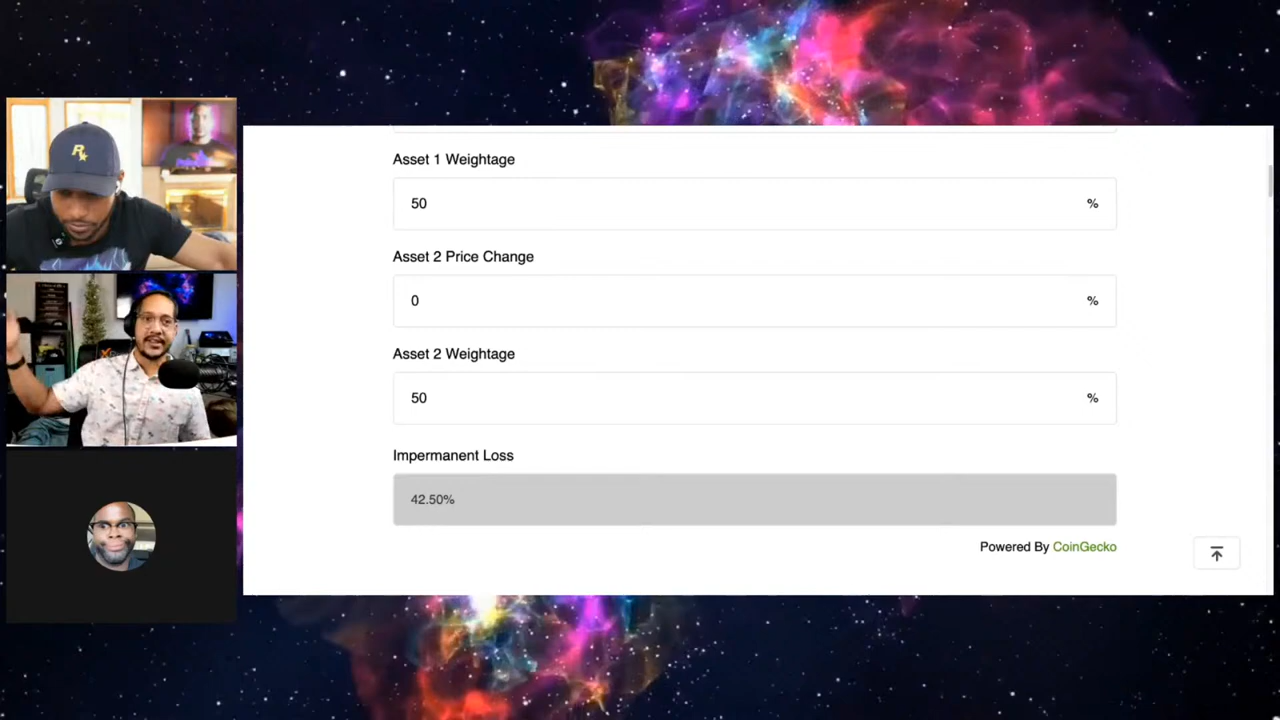 Asset 1 Weightage
50 %
Asset 2 Price Change
0 %
Asset 2 Weightage
50 %
Impermanent Loss
42.50%
Powered By CoinGecko